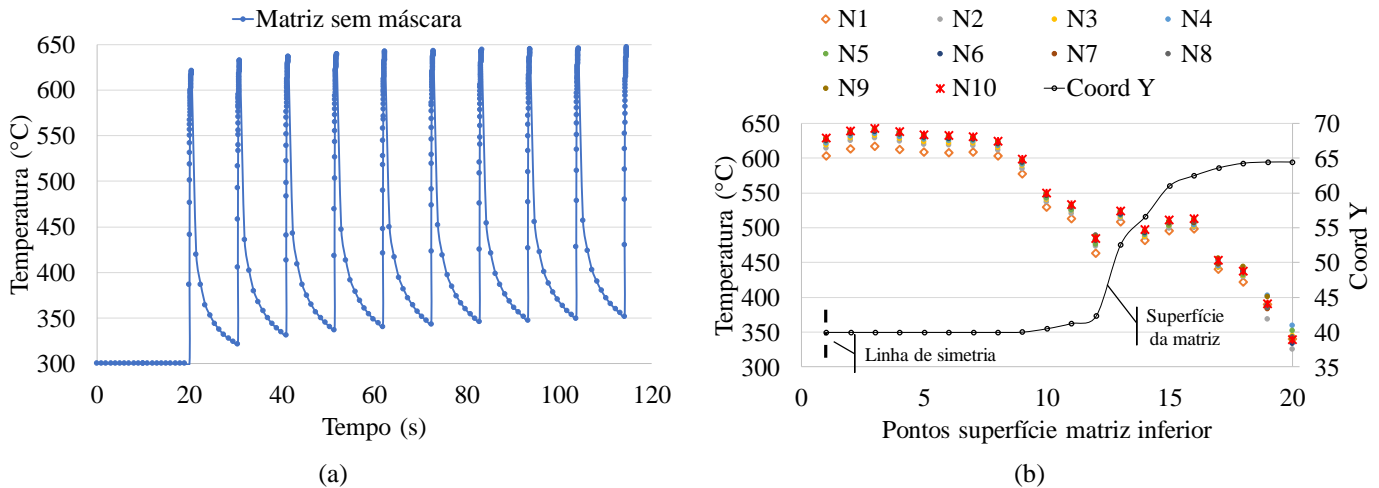 Matriz sem máscara
650
600
550
500
450
400
350
300
Temperatura (°C)
0 20 40 60 80 100 120
Tempo (s)
(a)
N1 N2 N3 N4
N5 N6 N7 N8
N9 N10 Coord Y
650
600
550
500
450
400
350
300
Temperatura (°C)
70
65
60
55
50
45
40
35
Coord Y
Superfície
da matriz
Linha de simetria
0 5 10 15 20
Pontos superfície matriz inferior
(b)